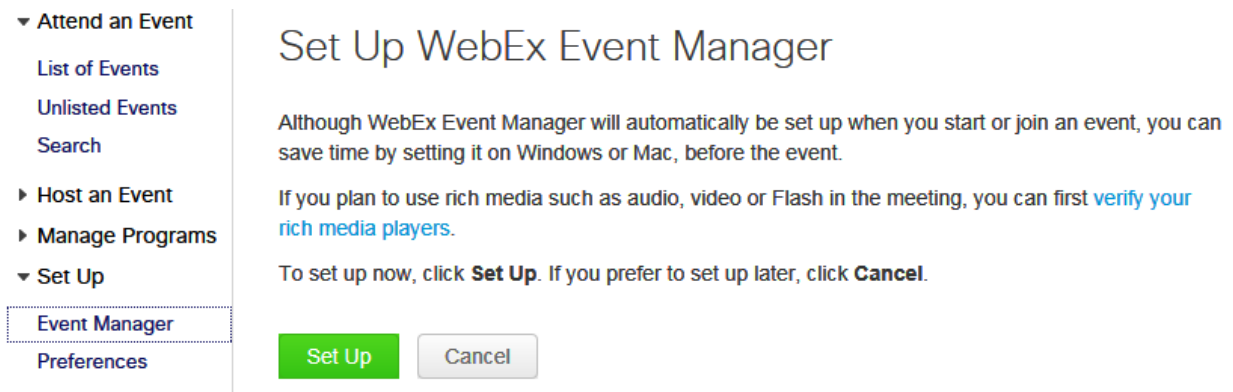 Attend an Event
List of Events
Unlisted Events
Search
Host an Event
Manage Programs
Set Up
Event Manager
Preferences
Set Up WebEx Event Manager
Although WebEx Event Manager will automatically be set up when you start or join an event, you can
save time by setting it on Windows or Mac, before the event.
If you plan to use rich media such as audio, video or Flash in the meeting, you can first verify your
rich media players.
To set up now, click Set Up. If you prefer to set up later, click Cancel.
Set Up
Cancel